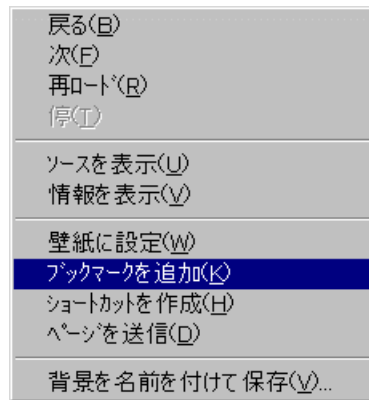 戻る(B)
次(F)
再ﾛｰﾄﾞ(R)
停(T)
ｿｰｽを表示(U)
情報を表示(V)
壁紙に設定(W)
ﾌﾞｯｸﾏｰｸを追加(K)
ｼｮｰﾄｶｯﾄを作成(H)
ﾍﾟｰｼﾞを送信(D)
背景を名前を付けて保存(V)...